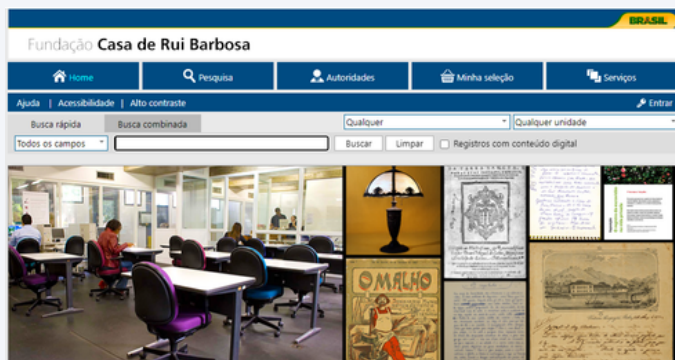 BRASIL
Fundação Casa de Rui Barbosa
Home Pesquisa Autoridades Minha seleção Serviços
Ajuda | Acessibilidade | Alto contraste Entrar
Busca rápida Busca combinada Qualquer Qualquer unidade
Todos os campos Buscar Limpar Registros com conteúdo digital
O MALHO